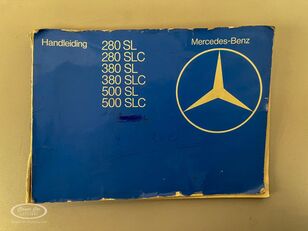 Handleiding
280 SL
280 SLC
380 SL
380 SLC
500 SL
500 SLC
Mercedes-Benz